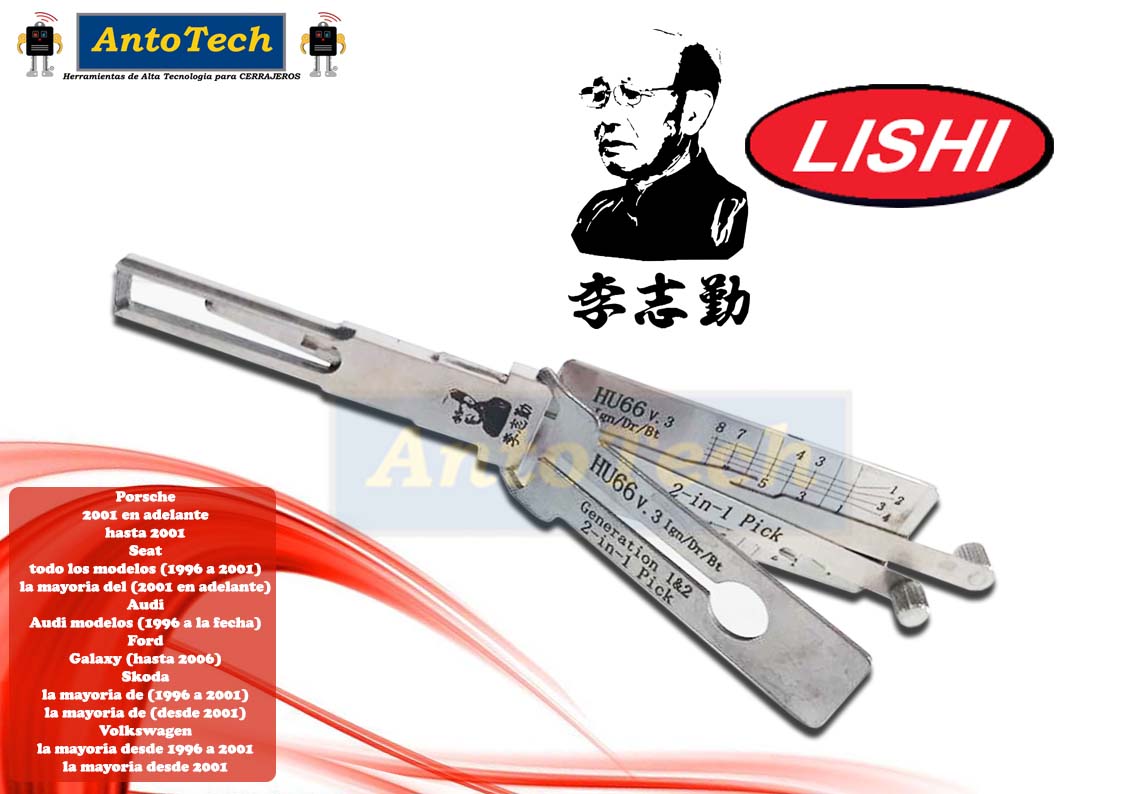 AntoTech
Herramientas de Alta Tecnologia para CERRAJEROS
LISHI
李志勤
李志勤
HU66 v.3
Ign/Dr/Bt
8 7 4 3
5 3 1 2
3
4
2-in-1 Pick
HU66 v.3 Ign/Dr/Bt
Generation 1&2
2-in-1 Pick
AntoTech
Porsche
2001 en adelante
hasta 2001
Seat
todo los modelos (1996 a 2001)
la mayoria del (2001 en adelante)
Audi
Audi modelos (1996 a la fecha)
Ford
Galaxy (hasta 2006)
Skoda
la mayoria de (1996 a 2001)
la mayoria de (desde 2001)
Volkswagen
la mayoria desde 1996 a 2001
la mayoria desde 2001